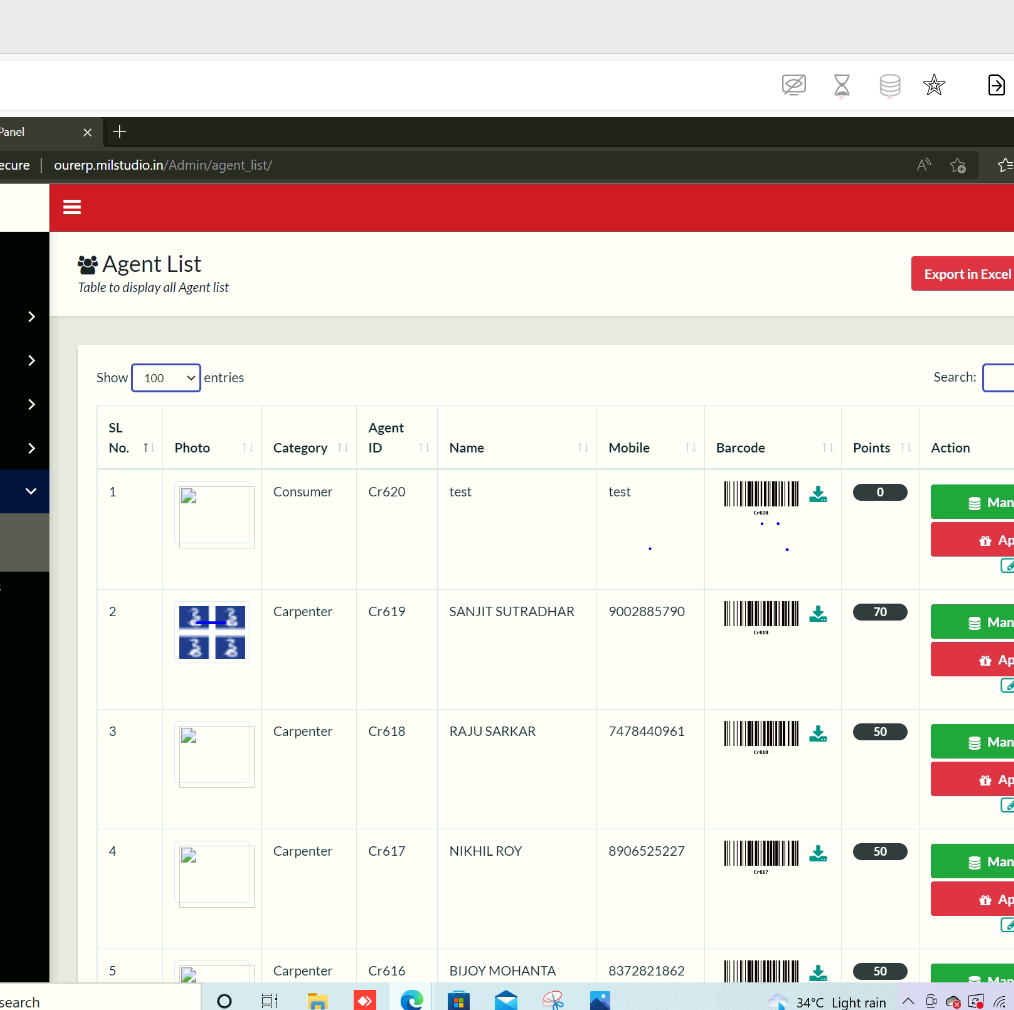 Panel
ecure | ourerp.milstudio.in/Admin/agent_list/
Agent List
Table to display all Agent list
Export in Excel
Show 100 entries
Search:
SL No. Photo Category Agent ID Name Mobile Barcode Points Action
1 Consumer Cr620 test test 0 Man
Cr620
Ap
2 Carpenter Cr619 SANJIT SUTRADHAR 9002885790 70 Man
Cr619
Ap
3 Carpenter Cr618 RAJU SARKAR 7478440961 50 Man
Cr618
Ap
4 Carpenter Cr617 NIKHIL ROY 8906525227 50 Man
Cr617
Ap
5 Carpenter Cr616 BIJOY MOHANTA 8372821862 50 Man
search
34°C Light rain